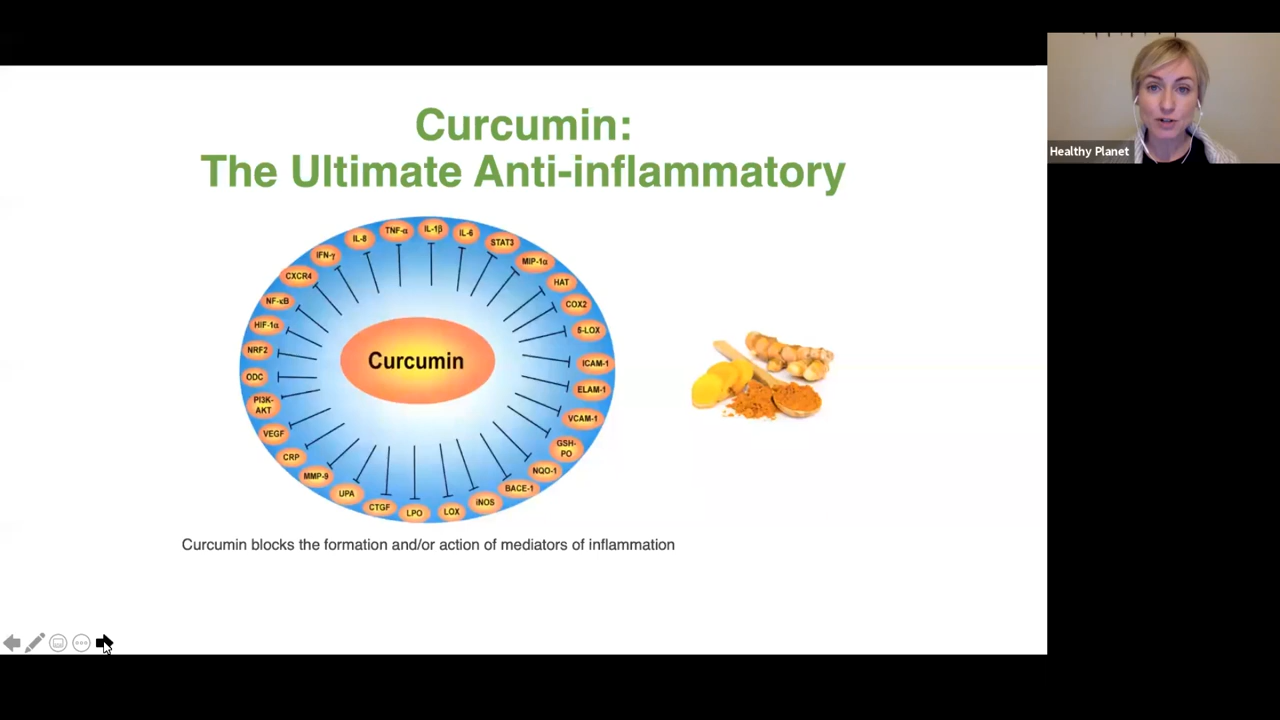 Curcumin:
The Ultimate Anti-inflammatory
Healthy Planet
TNF-α
IL-1β
IL-6
STAT3
MIP-1α
HAT
COX2
5-LOX
ICAM-1
ELAM-1
VCAM-1
GSH-
PO
NQO-1
BACE-1
iNOS
LOX
LPO
CTGF
UPA
MMP-9
CRP
VEGF
PI3K-
AKT
ODC
NRF2
HIF-1α
NF-κB
CXCR4
IFN-γ
IL-8
Curcumin
Curcumin blocks the formation and/or action of mediators of inflammation